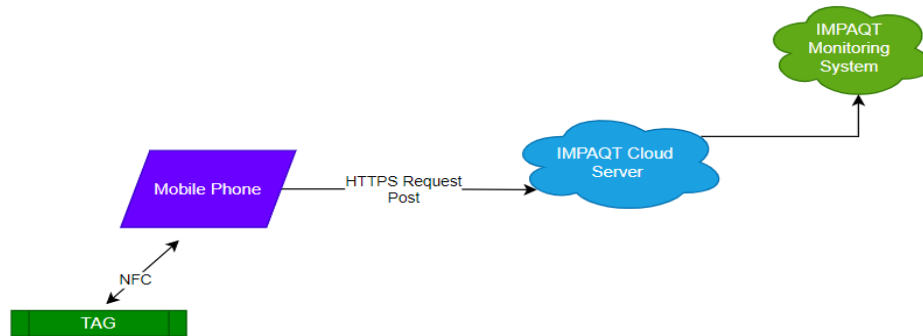 IMPAQT
Monitoring
System
IMPAQT Cloud
Server
Mobile Phone
HTTPS Request
Post
NFC
TAG